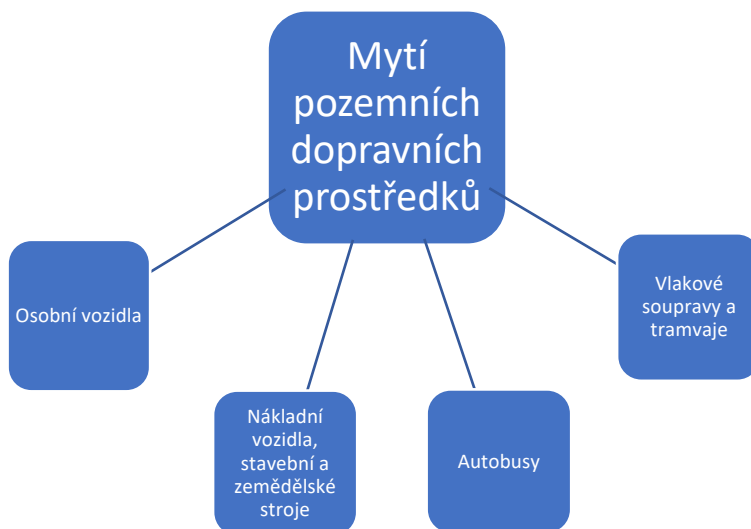 Mytí
pozemních
dopravních
prostředků
Osobní vozidla
Vlakové
soupravy a
tramvaje
Nákladní
vozidla,
stavební a
zemědělské
stroje
Autobusy